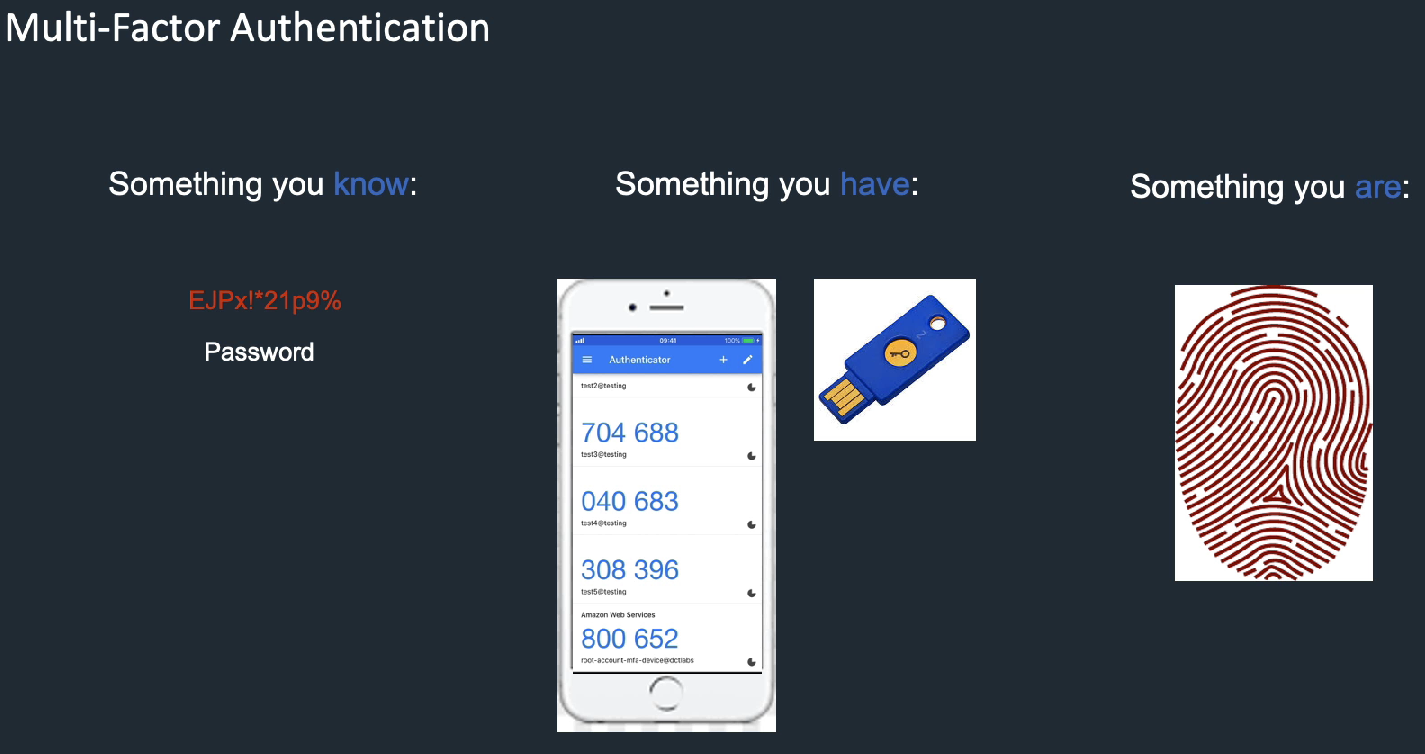 Multi-Factor Authentication
Something you know:
EJPx!*21p9%
Password
Something you have:
09:41 100%
Authenticator
test2@testing
704 688
test3@testing
040 683
test4@testing
308 396
test5@testing
Amazon Web Services
800 652
root-account-mfa-device@dctlabs
Something you are: